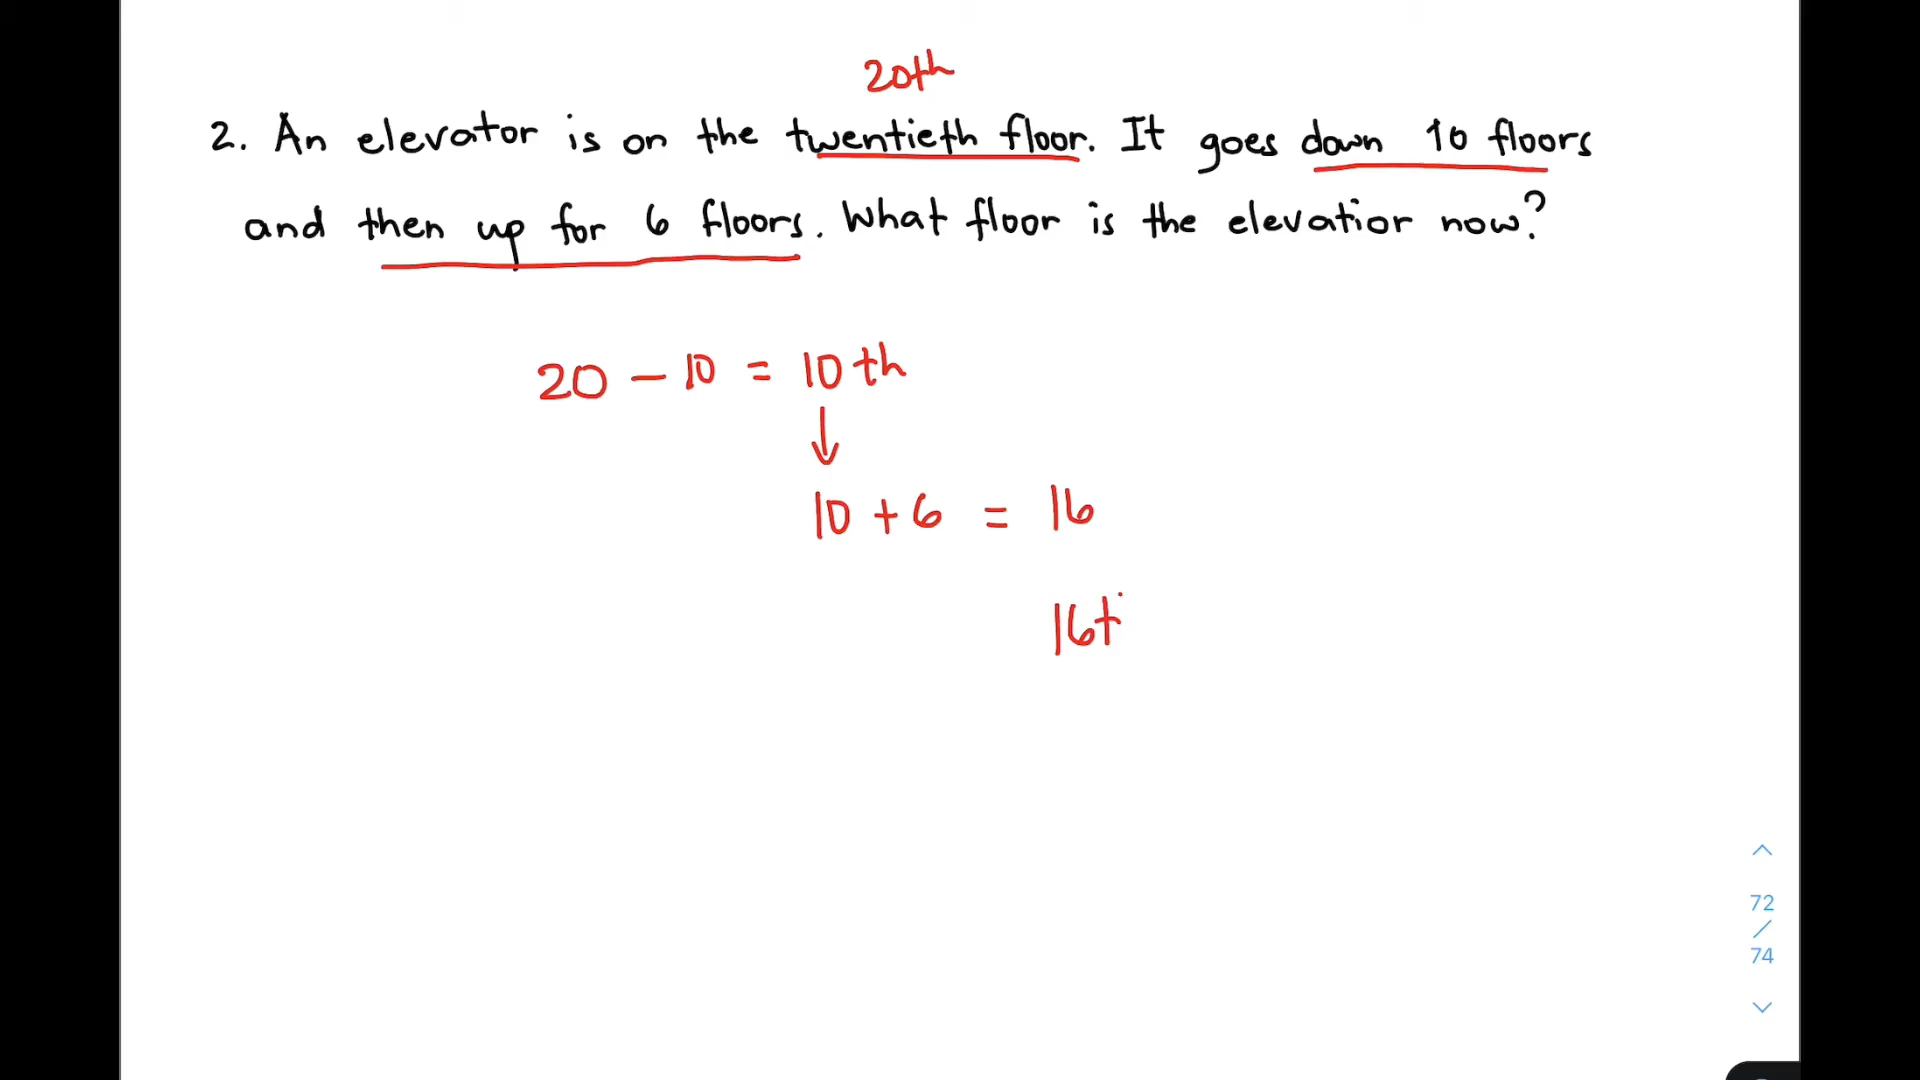 20th
2. An elevator is on the twentieth floor. It goes down 10 floors
and then up for 6 floors. What floor is the elevatior now?
20 - 10 = 10th
↓
10 + 6 = 16
16t
72
/
74